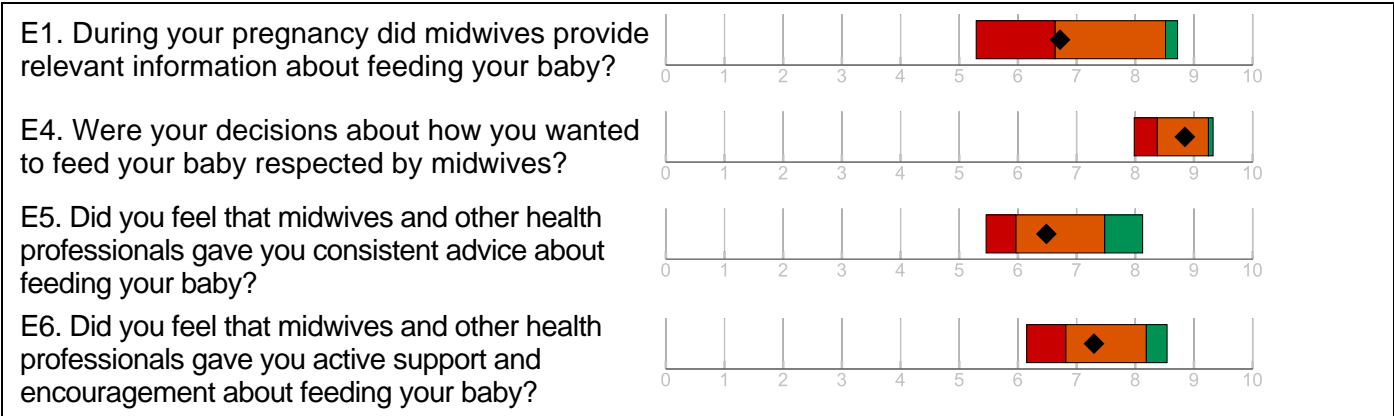 E1. During your pregnancy did midwives provide
relevant information about feeding your baby?
0 1 2 3 4 5 6 7 8 9 10
E4. Were your decisions about how you wanted
to feed your baby respected by midwives?
0 1 2 3 4 5 6 7 8 9 10
E5. Did you feel that midwives and other health
professionals gave you consistent advice about
feeding your baby?
0 1 2 3 4 5 6 7 8 9 10
E6. Did you feel that midwives and other health
professionals gave you active support and
encouragement about feeding your baby?
0 1 2 3 4 5 6 7 8 9 10